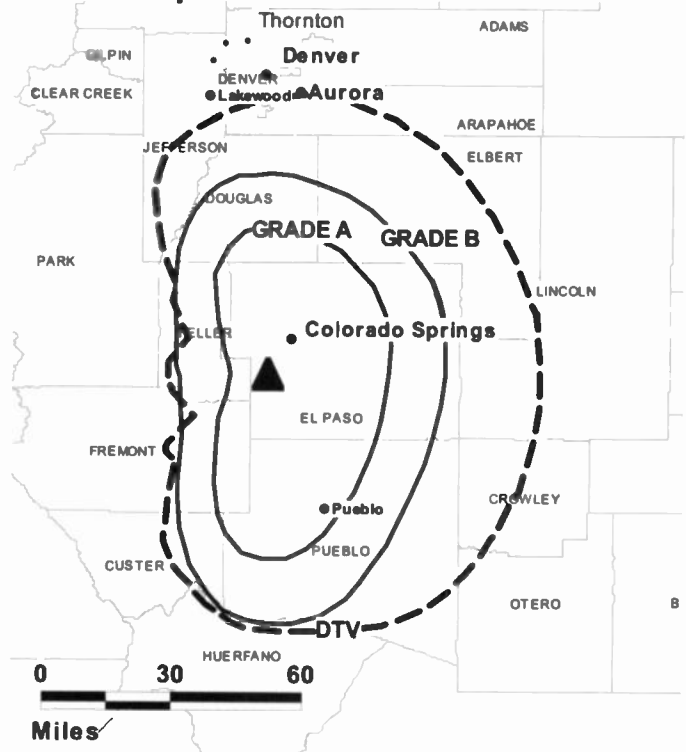 Thornton
ADAMS
Denver
GILPIN
DENVER
CLEAR CREEK
Lakewood
Aurora
ARAPAHOE
JEFFERSON
ELBERT
DOUGLAS
GRADE A
GRADE B
PARK
LINCOLN
Colorado Springs
TELLER
EL PASO
FREMONT
CROWLEY
Pueblo
PUEBLO
CUSTER
OTERO
B
DTV
HUERFANO
0 30 60
Miles